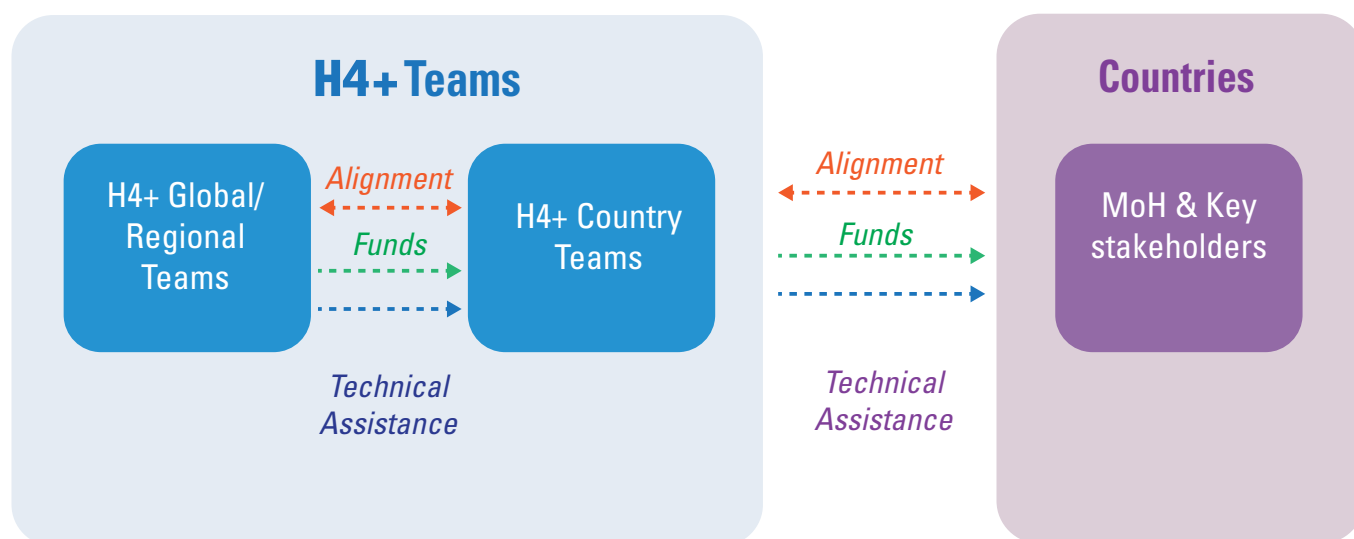 H4+ Teams
H4+ Global/
Regional
Teams
Alignment
Funds
Technical
Assistance
H4+ Country
Teams
Alignment
Funds
Technical
Assistance
Countries
MoH & Key
stakeholders